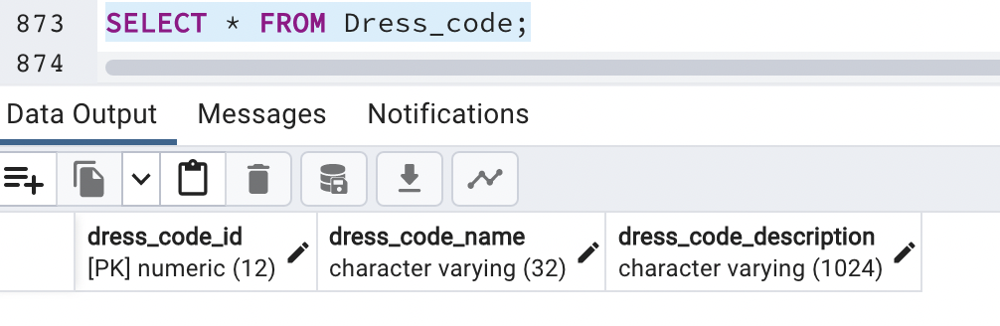 873 SELECT * FROM Dress_code;
874
Data Output Messages Notifications
dress_code_id dress_code_name dress_code_description
[PK] numeric (12) character varying (32) character varying (1024)